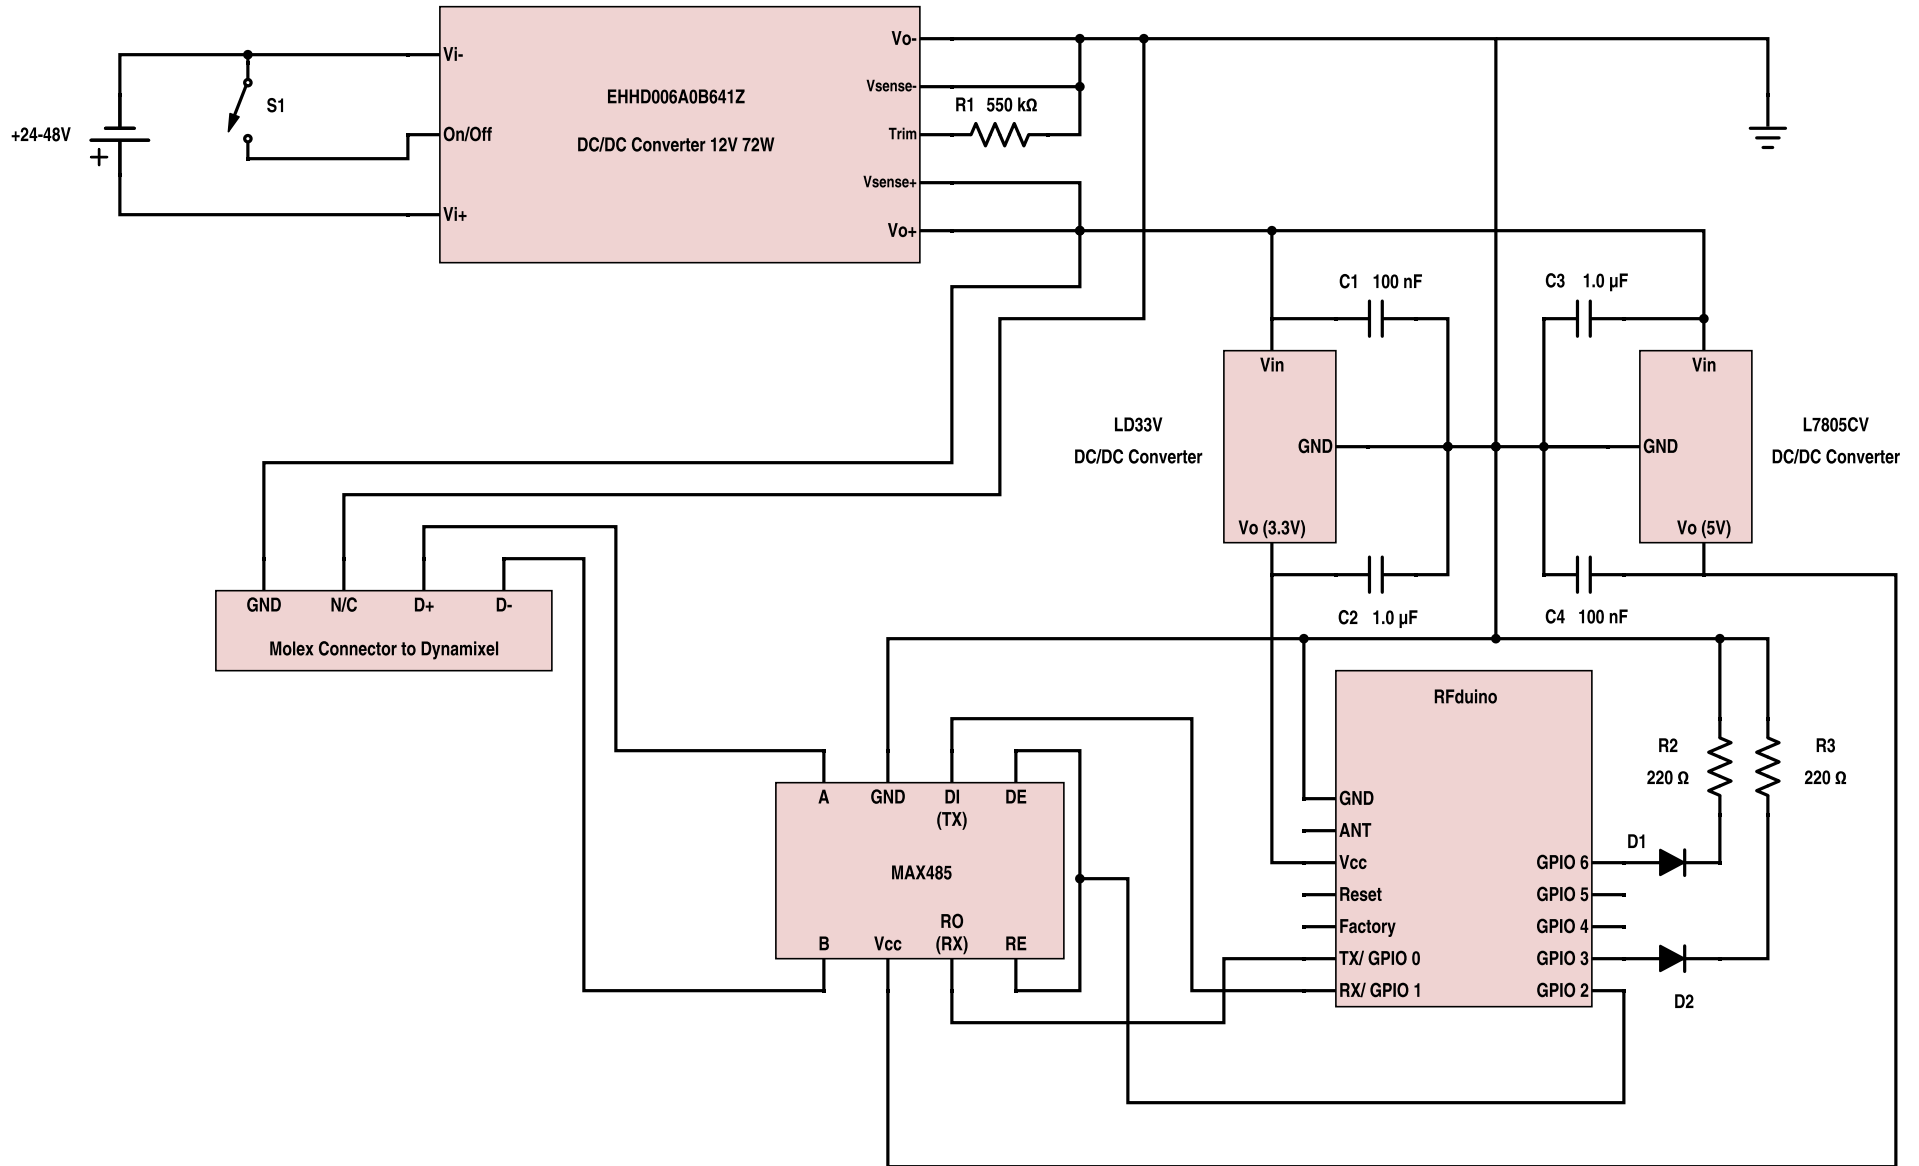 Vi-
Vo-
Vsense-
EHHD006A0B641Z
R1 550 kΩ
S1
+24-48V
On/Off
DC/DC Converter 12V 72W
Trim
Vsense+
Vi+
Vo+
C1 100 nF
C3 1.0 µF
Vin
Vin
LD33V
DC/DC Converter
GND
GND
L7805CV
DC/DC Converter
Vo (3.3V)
Vo (5V)
C2 1.0 µF
C4 100 nF
GND N/C D+ D-
Molex Connector to Dynamixel
RFduino
R2
220 Ω
R3
220 Ω
A GND DI DE
(TX)
MAX485
RO
B Vcc (RX) RE
GND
ANT
Vcc
Reset
Factory
TX/ GPIO 0
RX/ GPIO 1
D1
GPIO 6
GPIO 5
GPIO 4
GPIO 3
GPIO 2
D2